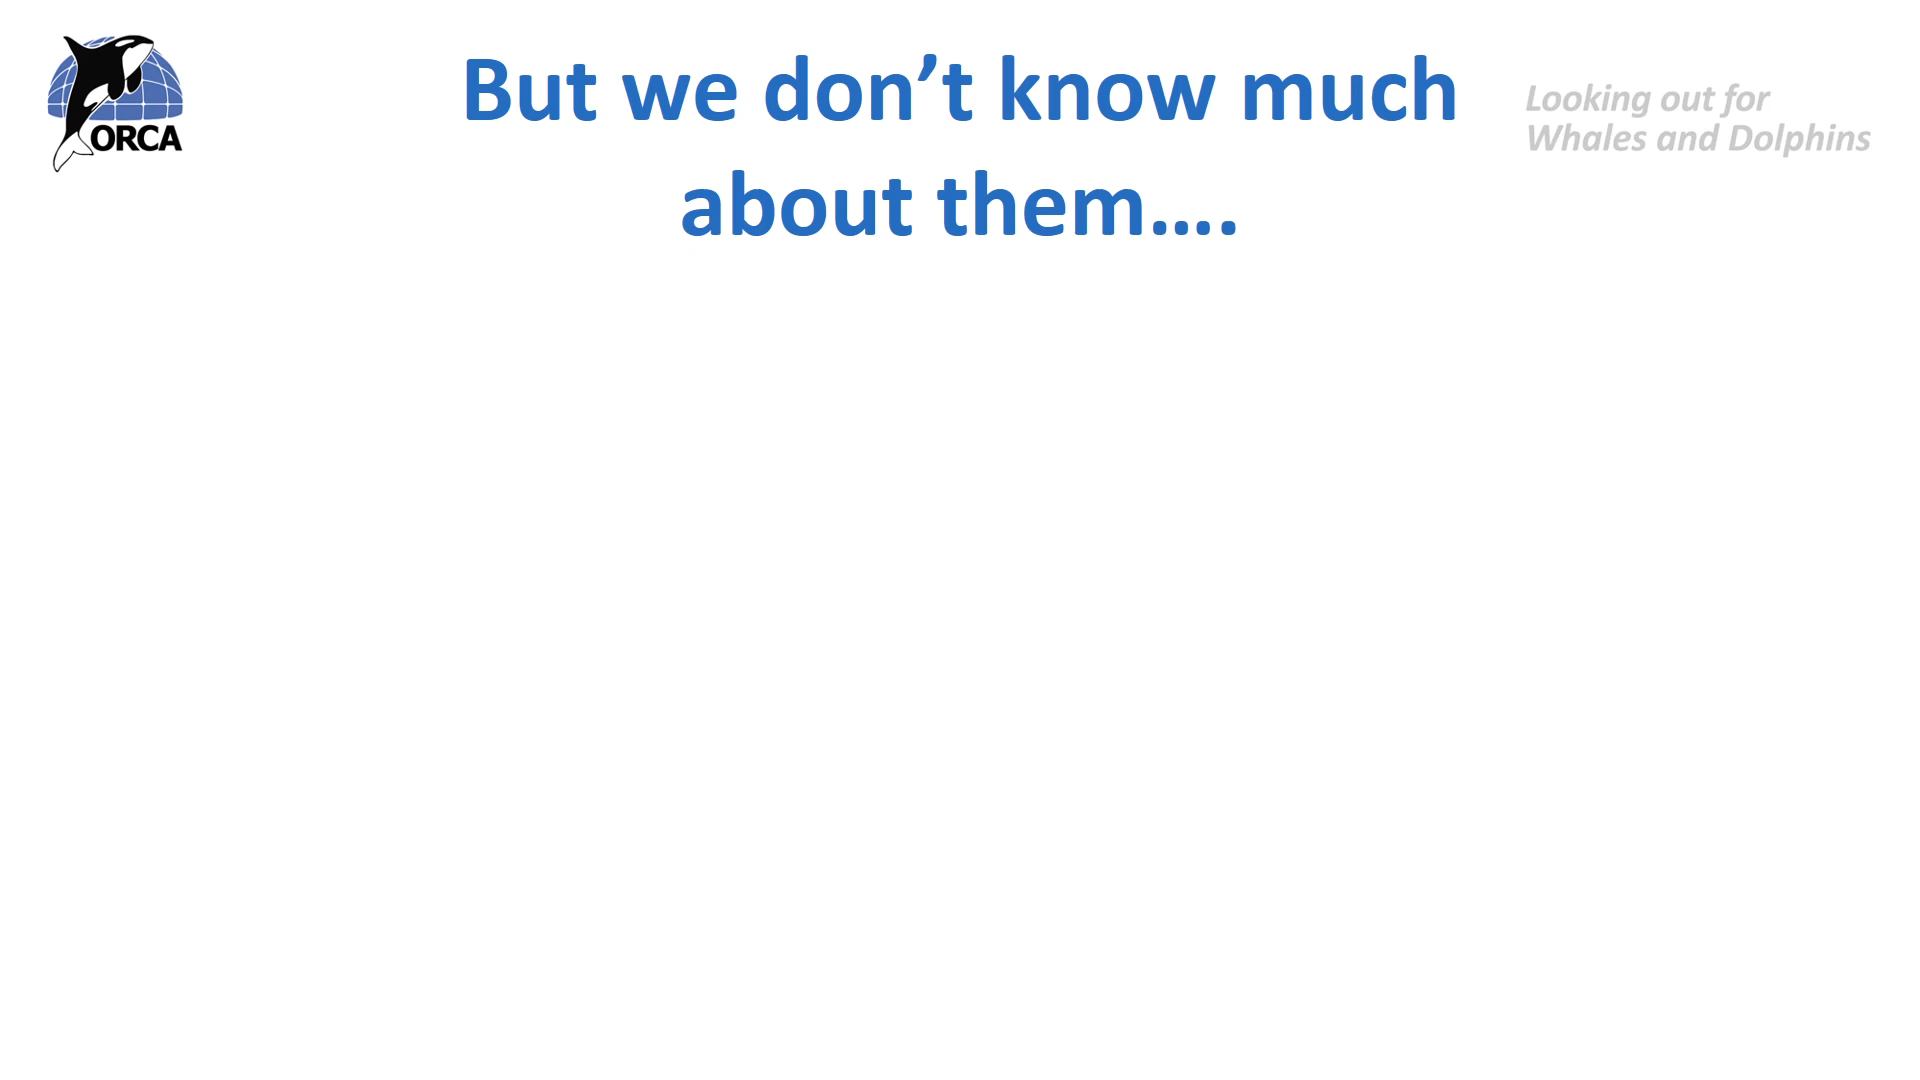 But we don’t know much
about them….
Looking out for
Whales and Dolphins
ORCA